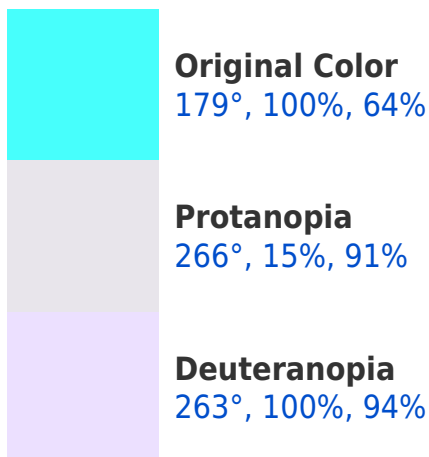 Original Color
179°, 100%, 64%
Protanopia
266°, 15%, 91%
Deuteranopia
263°, 100%, 94%